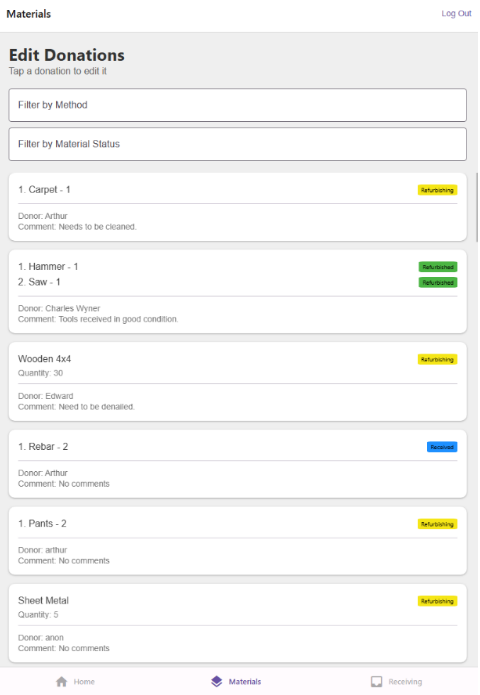 Materials
Log Out
Edit Donations
Tap a donation to edit it
Filter by Method
Filter by Material Status
1. Carpet - 1 Refurbishing
Donor: Arthur
Comment: Needs to be cleaned.
1. Hammer - 1 Refurbished
2. Saw - 1 Refurbished
Donor: Charles Wyner
Comment: Tools received in good condition.
Wooden 4x4 Refurbishing
Quantity: 30
Donor: Edward
Comment: Need to be denailed.
1. Rebar - 2 Received
Donor: Arthur
Comment: No comments
1. Pants - 2 Refurbishing
Donor: arthur
Comment: No comments
Sheet Metal Refurbishing
Quantity: 5
Donor: anon
Comment: No comments
Home Materials Receiving